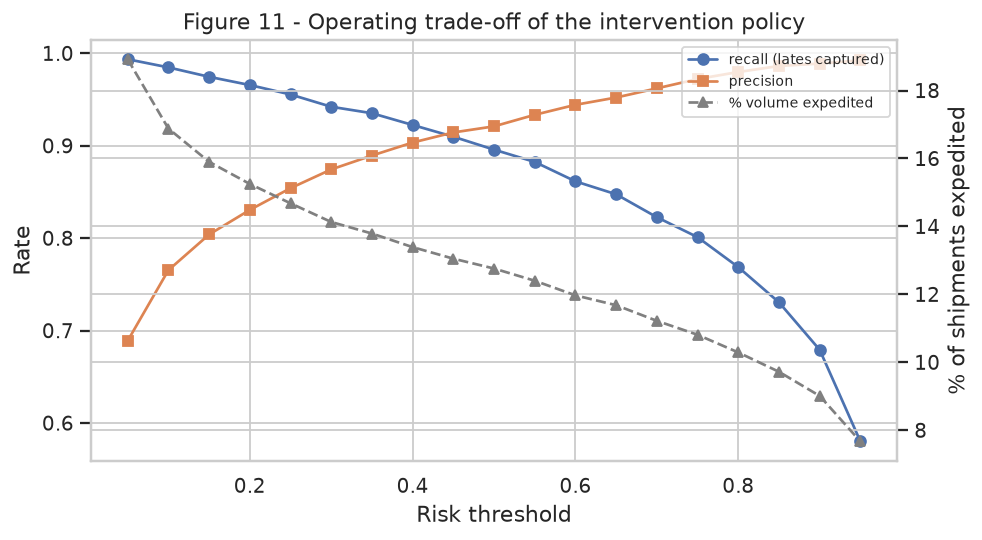 Figure 11 - Operating trade-off of the intervention policy
recall (lates captured)
precision
% volume expedited
1.0
0.9
0.8
0.7
0.6
Rate
18
16
14
12
10
8
% of shipments expedited
0.2
0.4
0.6
0.8
Risk threshold